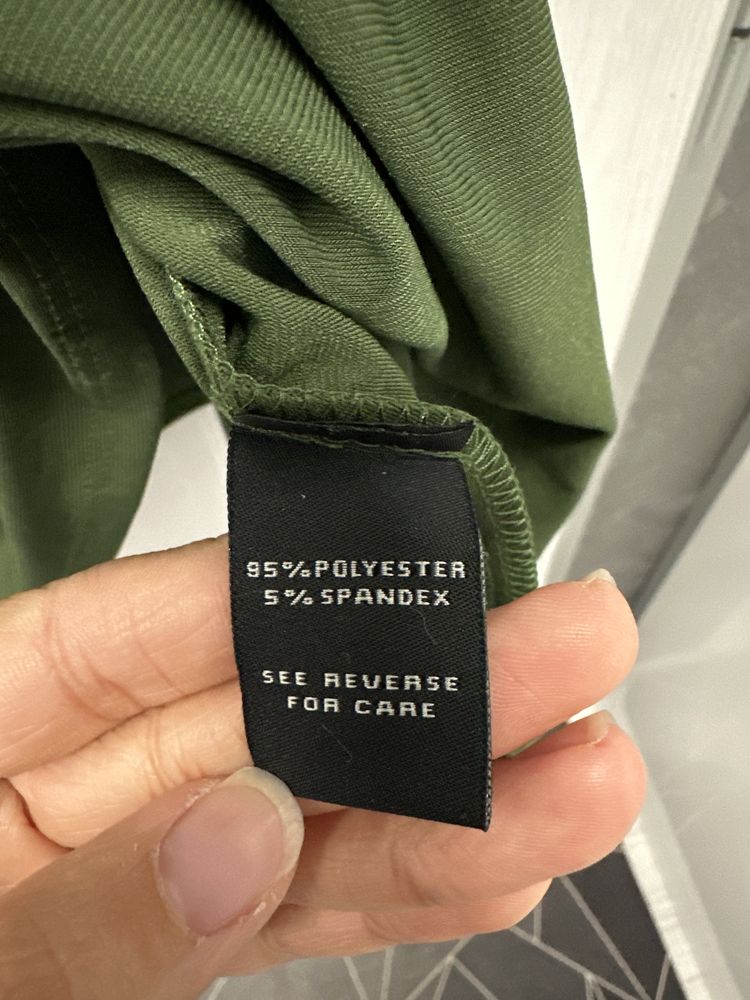 95%POLYESTER
5%SPANDEX
SEE REVERSE
FOR CARE